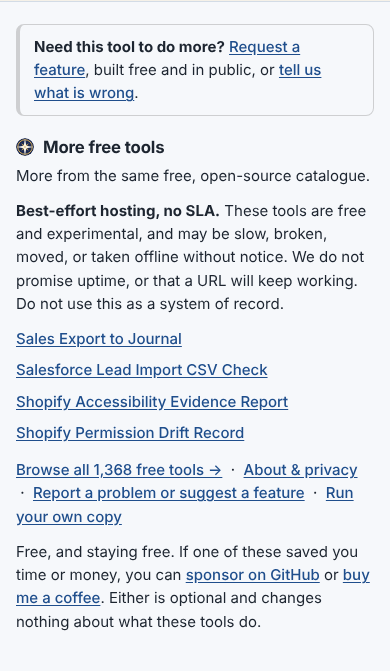 Need this tool to do more? Request a
feature, built free and in public, or tell us
what is wrong.
More free tools
More from the same free, open-source catalogue.
Best-effort hosting, no SLA. These tools are free
and experimental, and may be slow, broken,
moved, or taken offline without notice. We do not
promise uptime, or that a URL will keep working.
Do not use this as a system of record.
Sales Export to Journal
Salesforce Lead Import CSV Check
Shopify Accessibility Evidence Report
Shopify Permission Drift Record
Browse all 1,368 free tools → · About & privacy
· Report a problem or suggest a feature · Run
your own copy
Free, and staying free. If one of these saved you
time or money, you can sponsor on GitHub or buy
me a coffee. Either is optional and changes
nothing about what these tools do.